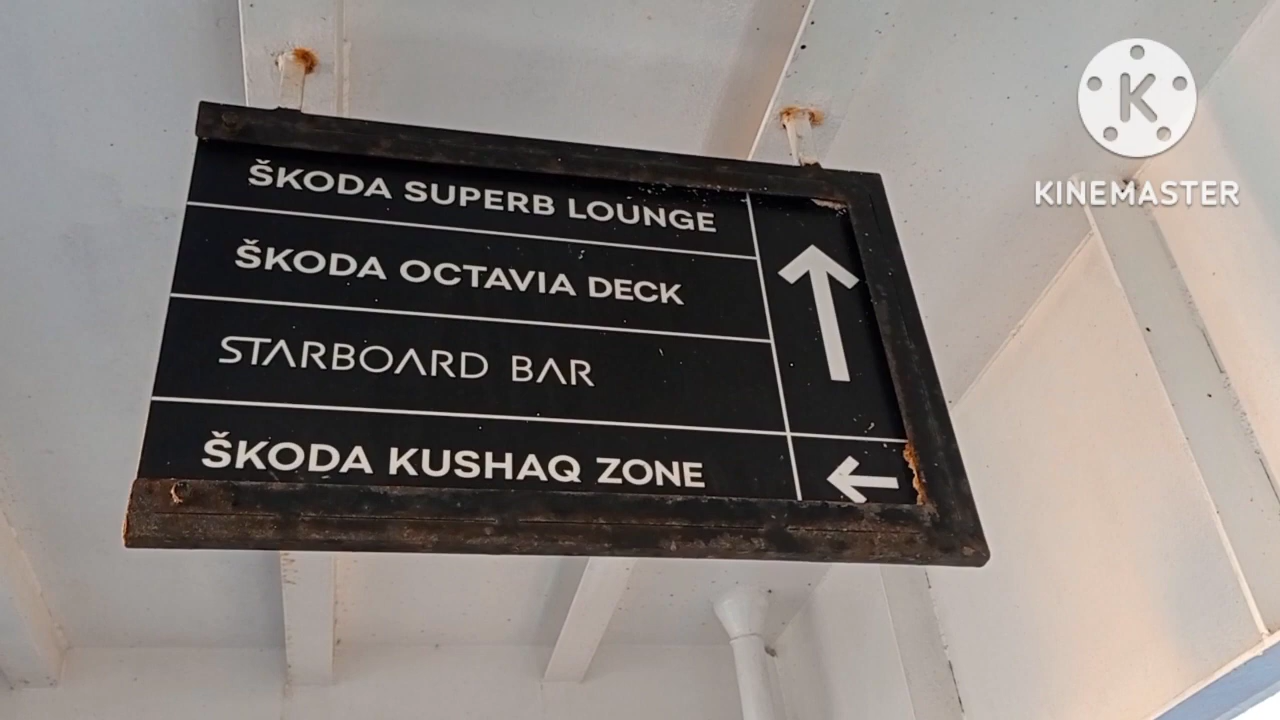 ŠKODA SUPERB LOUNGE
ŠKODA OCTAVIA DECK
STARBOARD BAR
ŠKODA KUSHAQ ZONE
K
KINEMASTER